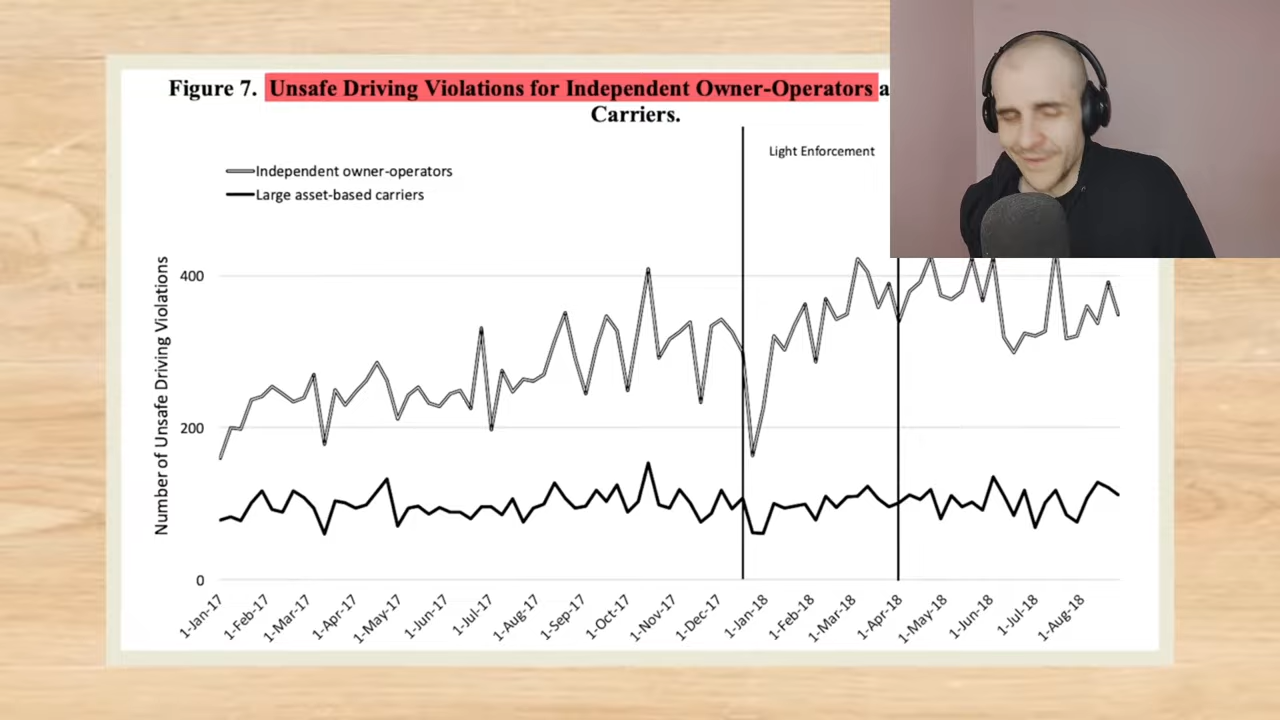 Figure 7. Unsafe Driving Violations for Independent Owner-Operators a
Carriers.
Light Enforcement
Independent owner-operators
Large asset-based carriers
Number of Unsafe Driving Violations
400
200
0
1-Jan-17
1-Feb-17
1-Mar-17
1-Apr-17
1-May-17
1-Jun-17
1-Jul-17
1-Aug-17
1-Sep-17
1-Oct-17
1-Nov-17
1-Dec-17
1-Jan-18
1-Feb-18
1-Mar-18
1-Apr-18
1-May-18
1-Jun-18
1-Jul-18
1-Aug-18